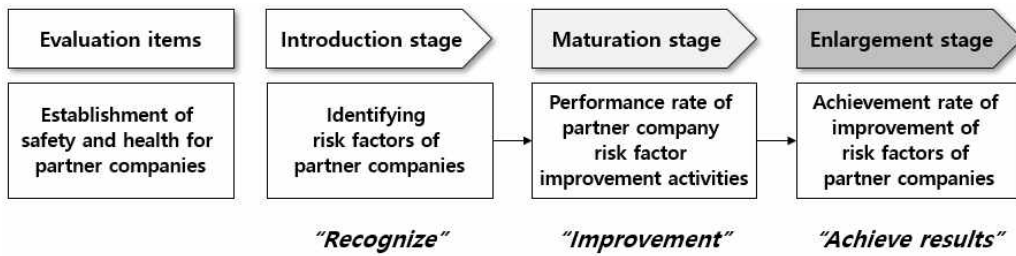 Evaluation items
Introduction stage
Maturation stage
Enlargement stage
Establishment of
safety and health for
partner companies
Identifying
risk factors of
partner companies
Performance rate of
partner company
risk factor
improvement activities
Achievement rate of
improvement of
risk factors of
partner companies
“Recognize”
“Improvement”
“Achieve results”